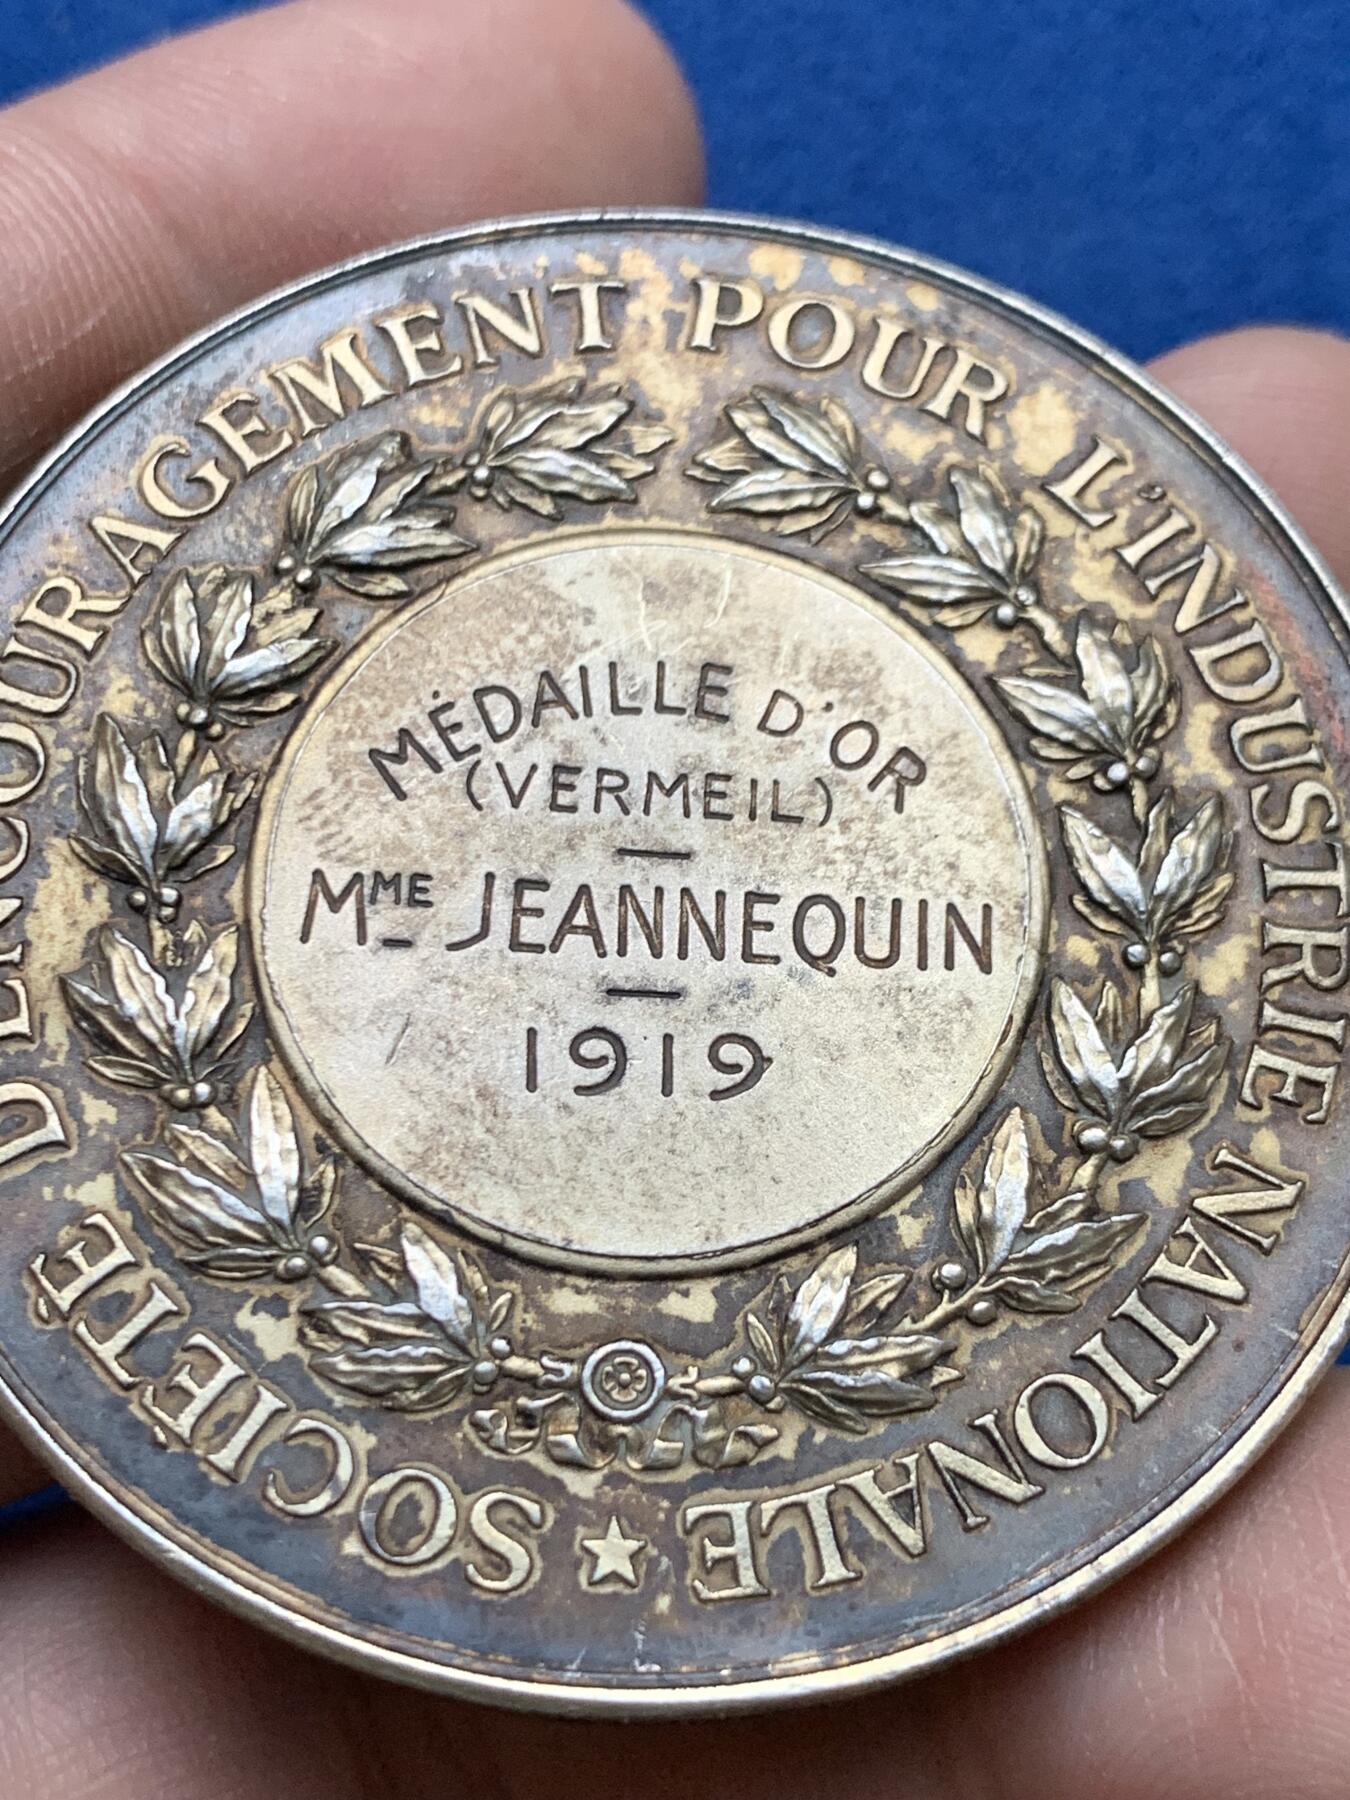 SOCIÉTÉ D'ENCOURAGEMENT POUR L'INDUSTRIE NATIONALE
MÉDAILLE D'OR
(VERMEIL)
MME JEANNEQUIN
1919